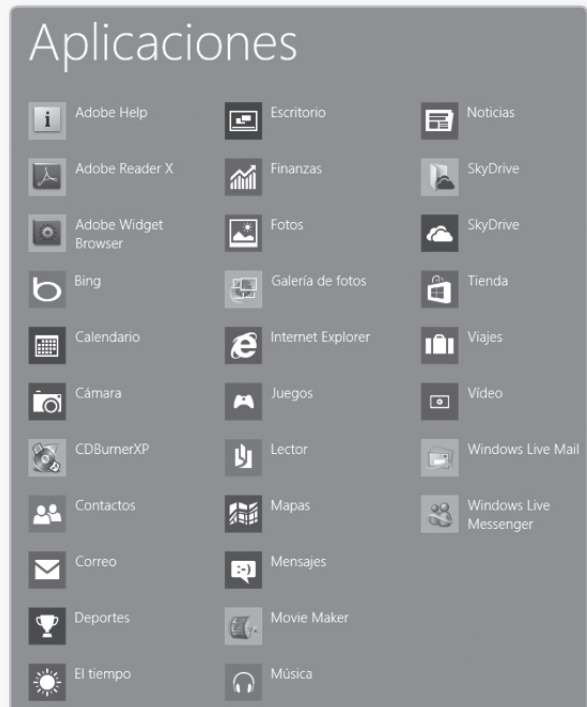 Aplicaciones
Adobe Help
Adobe Reader X
Adobe Widget
Browser
Bing
Calendario
Cámara
CDBurnerXP
Contactos
Correo
Deportes
El tiempo
Escritorio
Finanzas
Fotos
Galería de fotos
Internet Explorer
Juegos
Lector
Mapas
Mensajes
Movie Maker
Música
Noticias
SkyDrive
SkyDrive
Tienda
Viajes
Vídeo
Windows Live Mail
Windows Live
Messenger